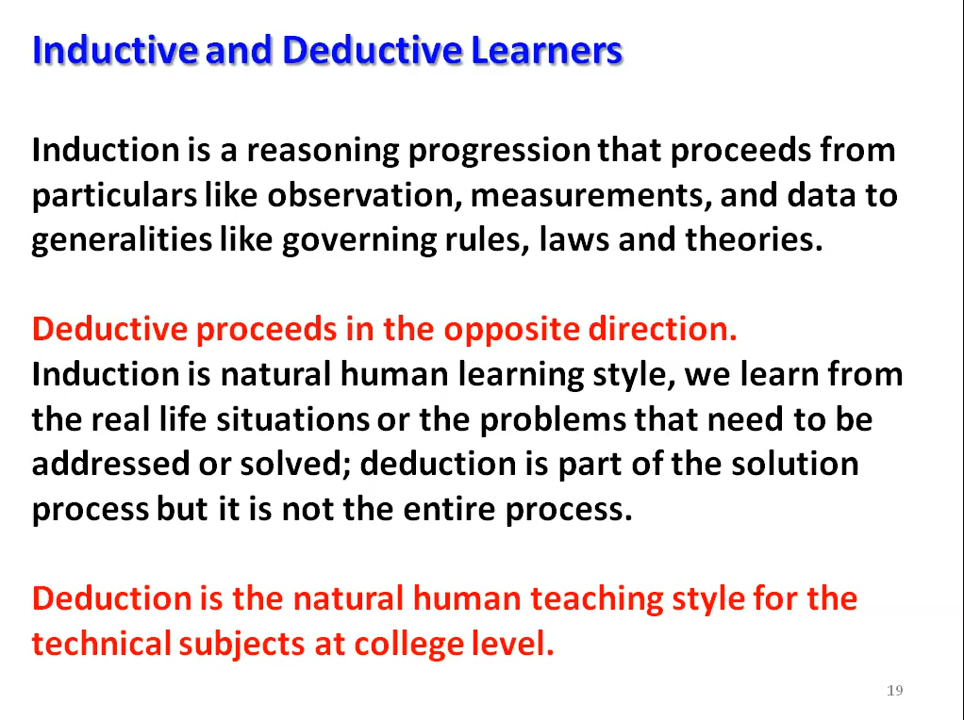 Inductive and Deductive Learners
Induction is a reasoning progression that proceeds from
particulars like observation, measurements, and data to
generalities like governing rules, laws and theories.
Deductive proceeds in the opposite direction.
Induction is natural human learning style, we learn from
the real life situations or the problems that need to be
addressed or solved; deduction is part of the solution
process but it is not the entire process.
Deduction is the natural human teaching style for the
technical subjects at college level.
19